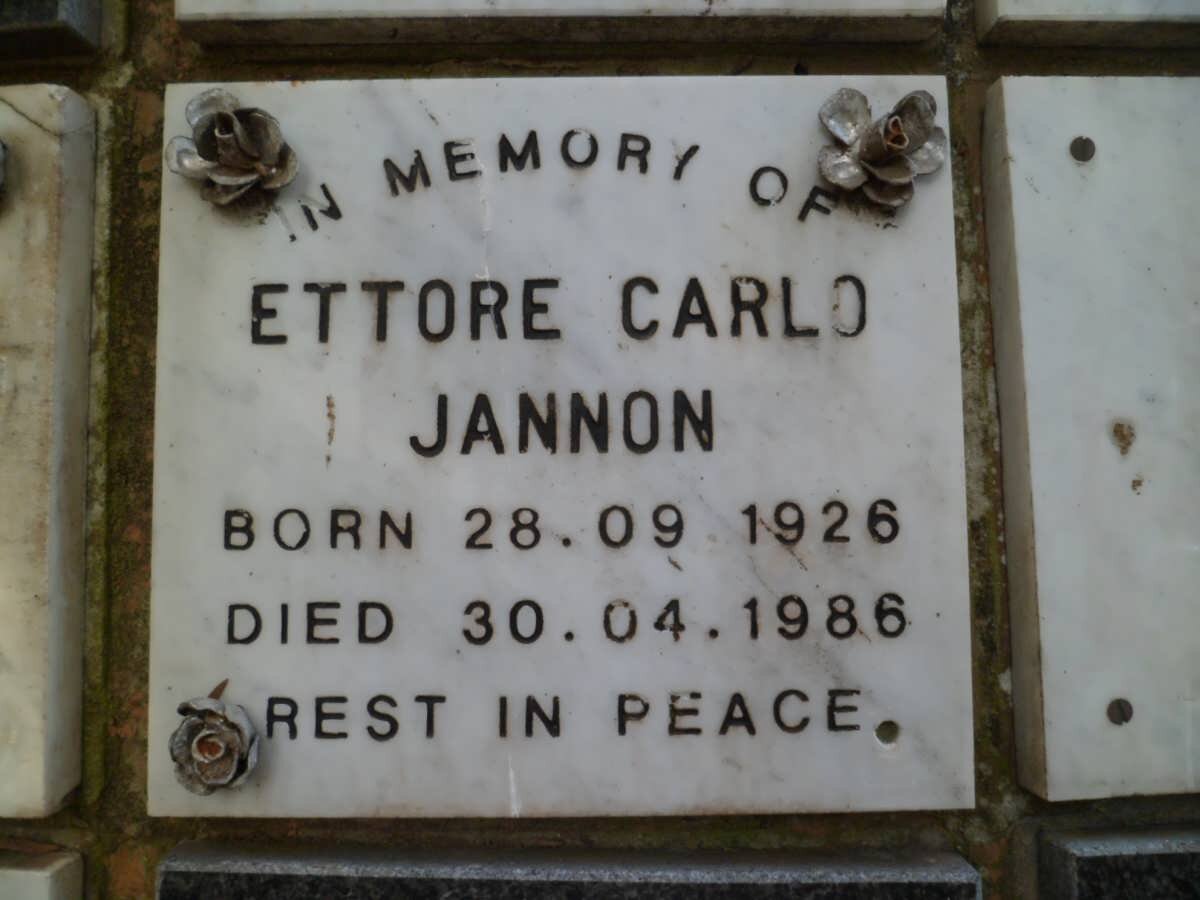 IN MEMORY OF
ETTORE CARLO
JANNON
BORN 28.09 1926
DIED 30.04.1986
REST IN PEACE.